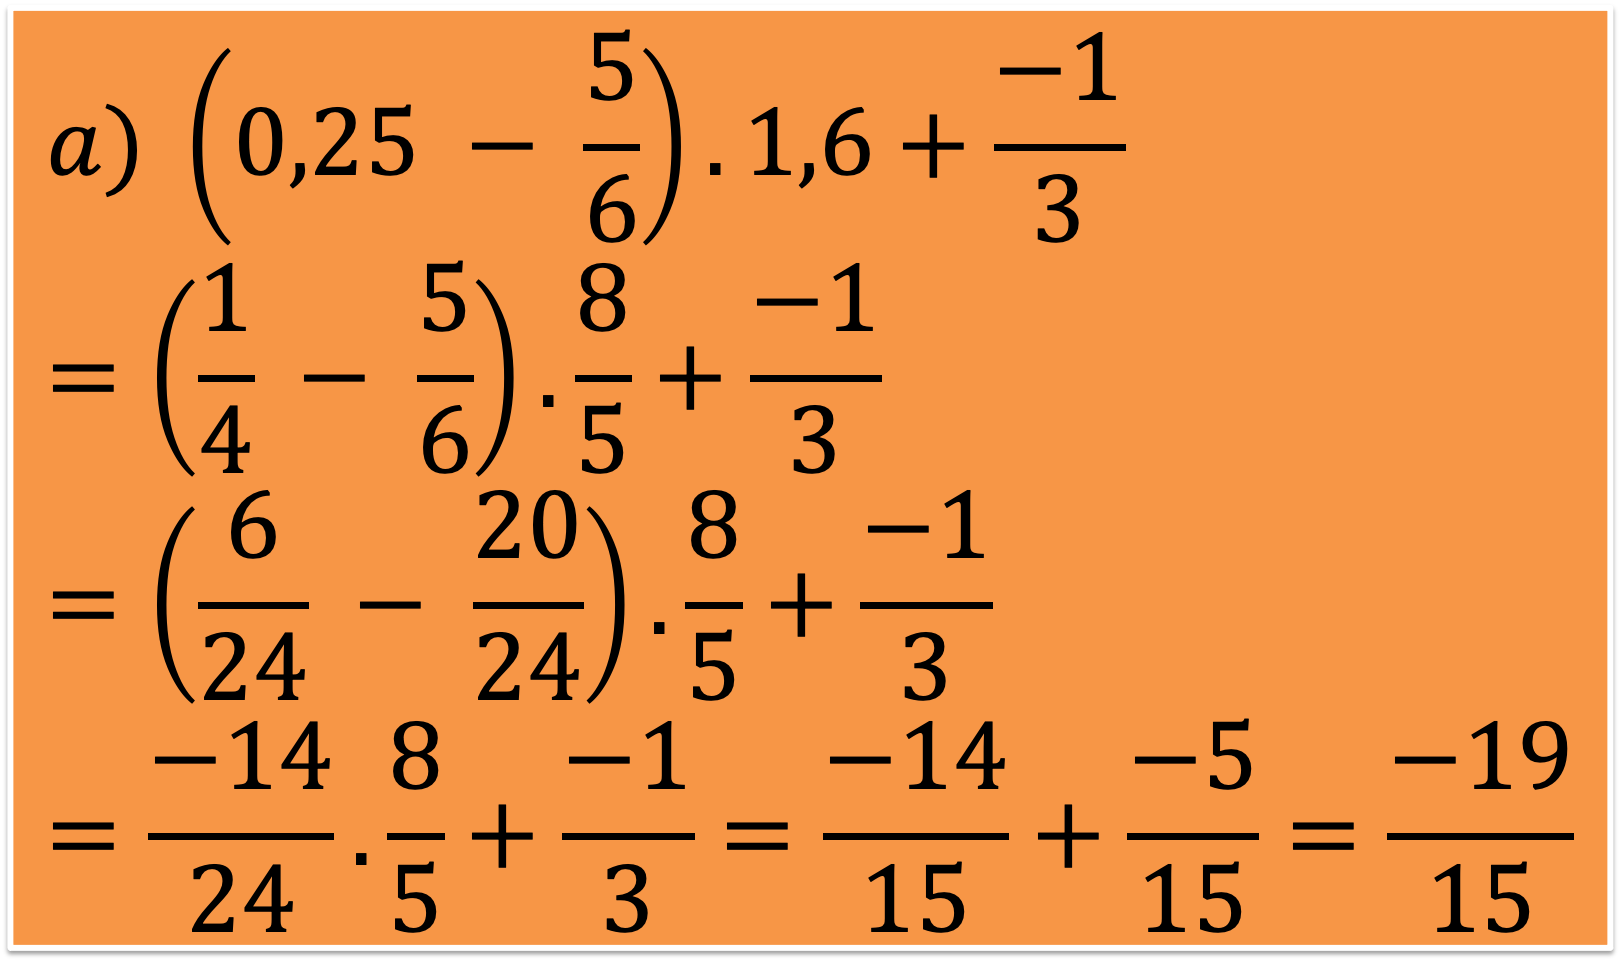 a) (0,25 − 5/6) . 1,6 + −1/3
= (1/4 − 5/6) . 8/5 + −1/3
= (6/24 − 20/24) . 8/5 + −1/3
= −14/24 . 8/5 + −1/3 = −14/15 + −5/15 = −19/15